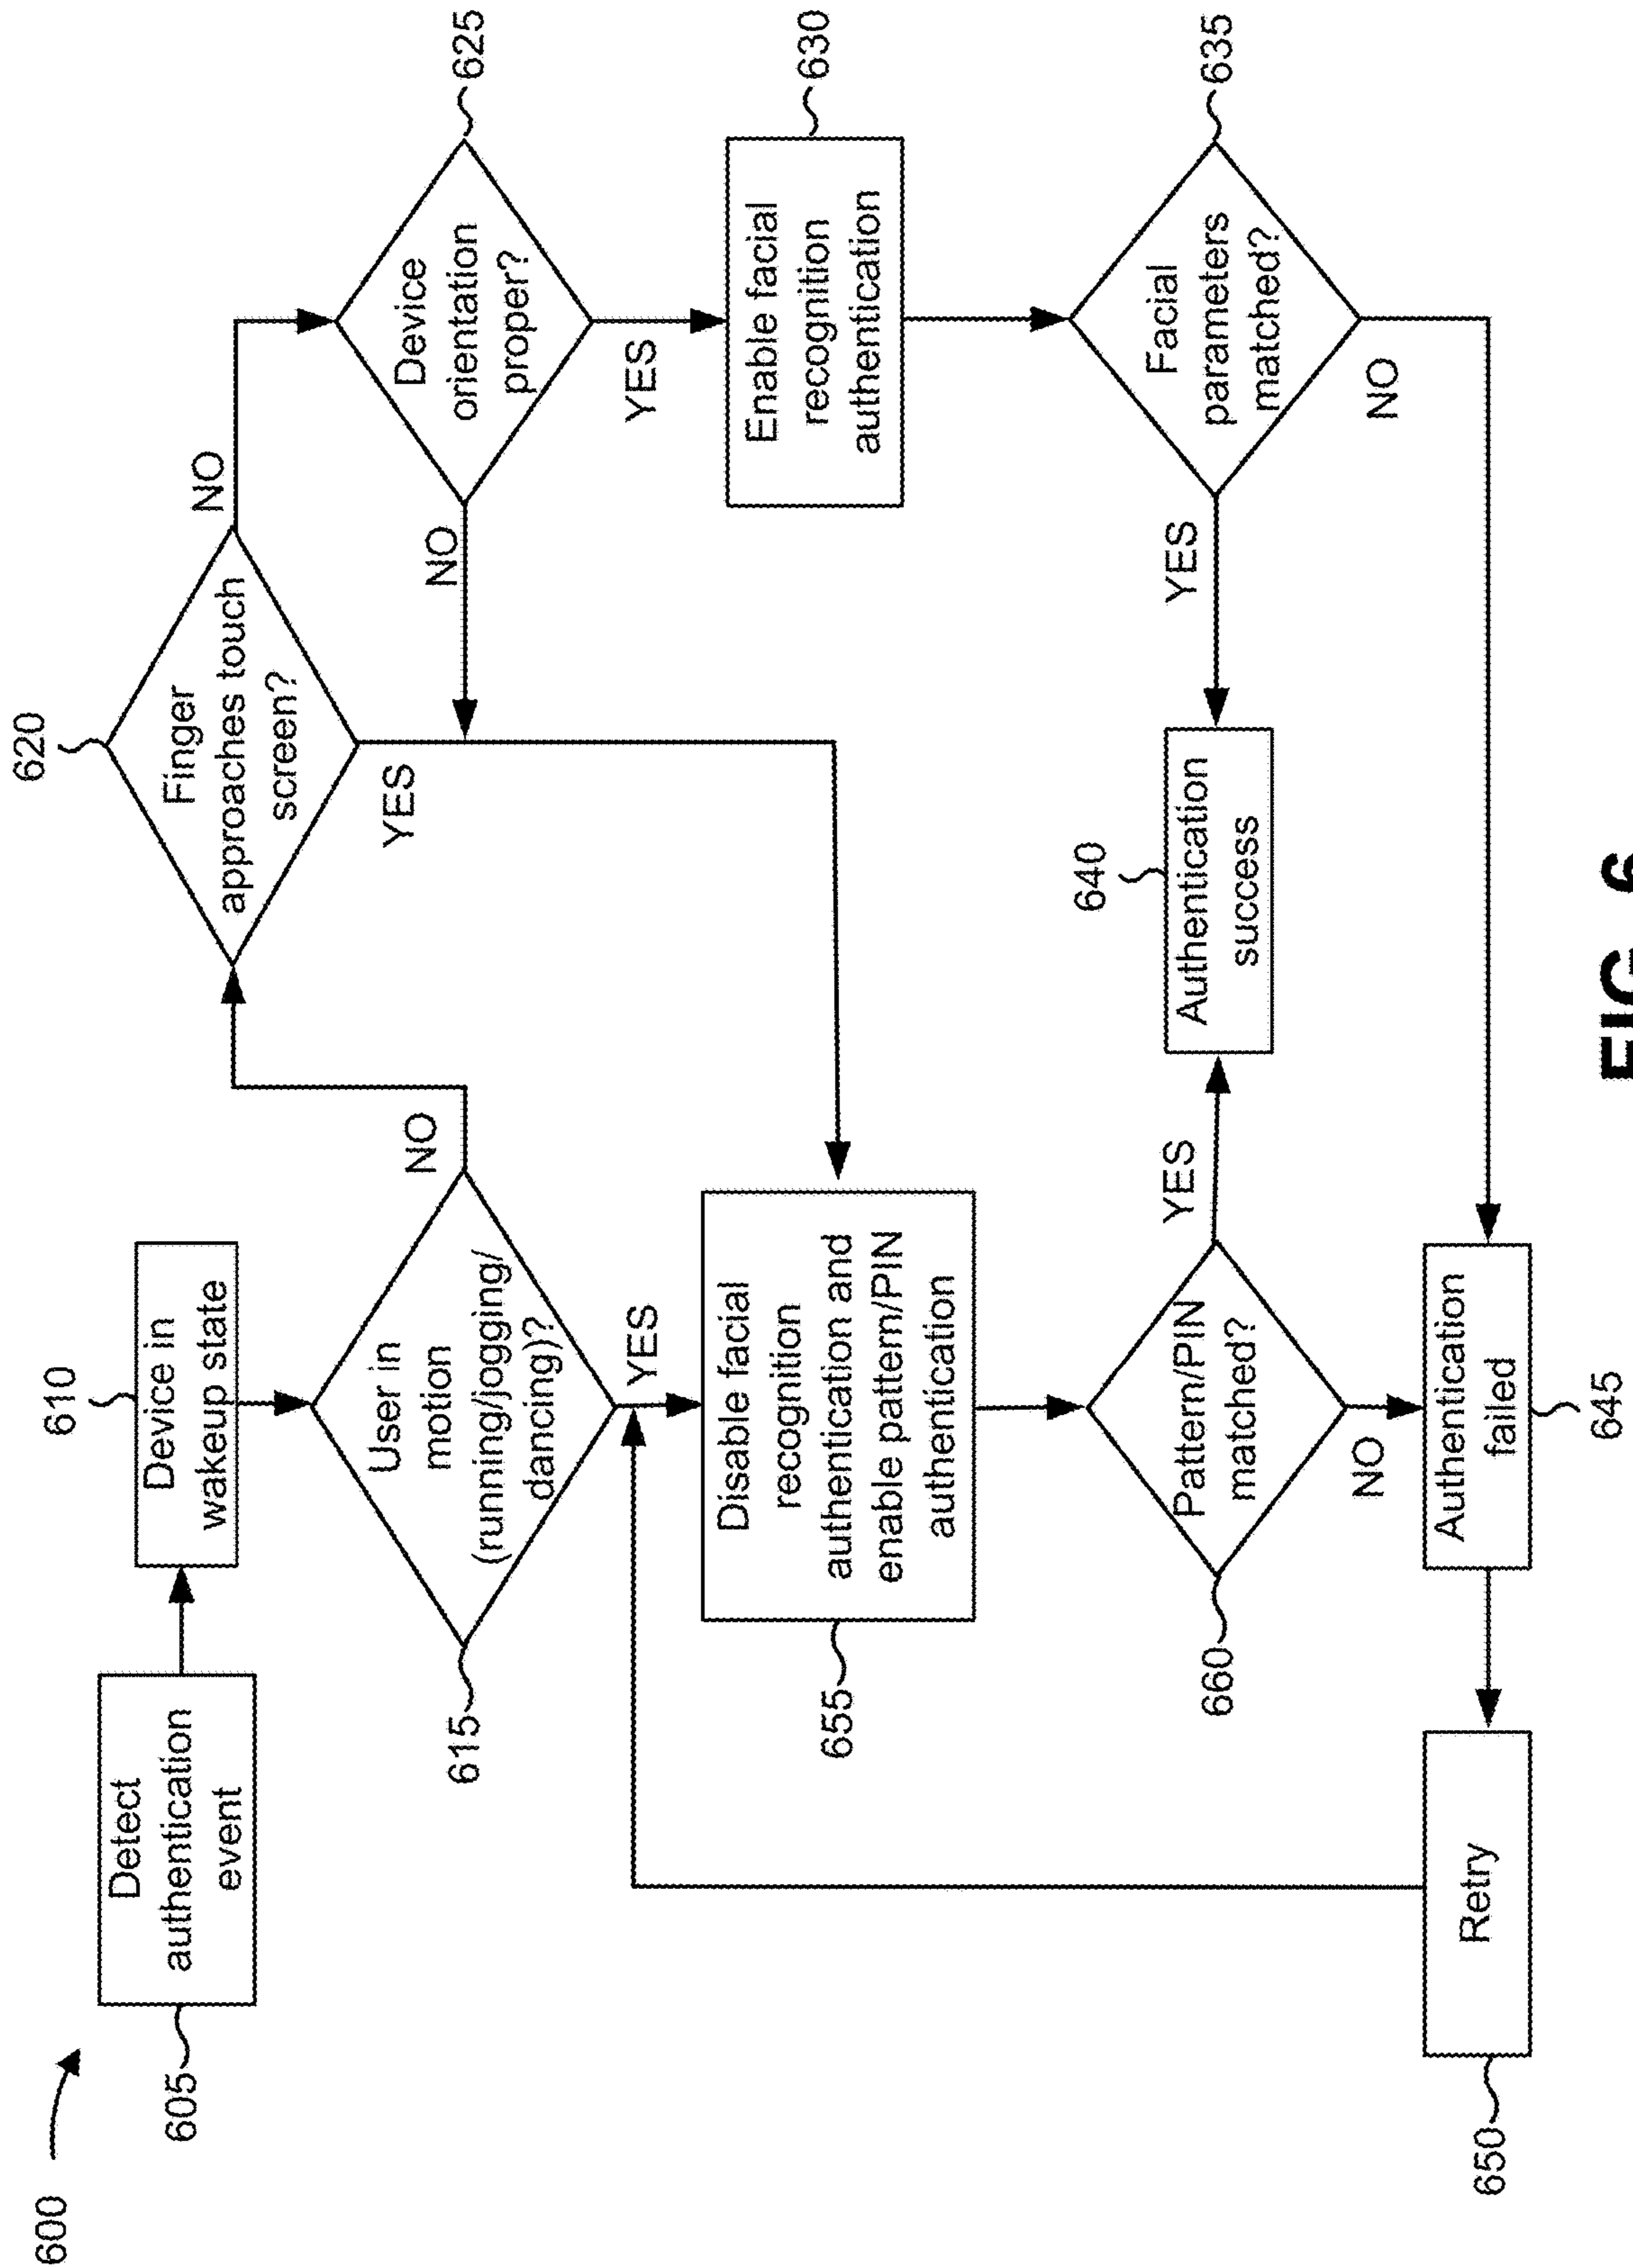 600
605
Detect
authentication
event
610
Device in
wakeup state
615
User in
motion
(running/jogging/
dancing)?
NO
YES
620
Finger
approaches touch
screen?
NO
YES
625
Device
orientation
proper?
NO
YES
630
Enable facial
recognition
authentication
635
Facial
parameters
matched?
YES
NO
640
Authentication
success
655
Disable facial
recognition
authentication and
enable pattern/PIN
authentication
660
Pattern/PIN
matched?
YES
NO
645
Authentication
failed
650
Retry
FIG. 6